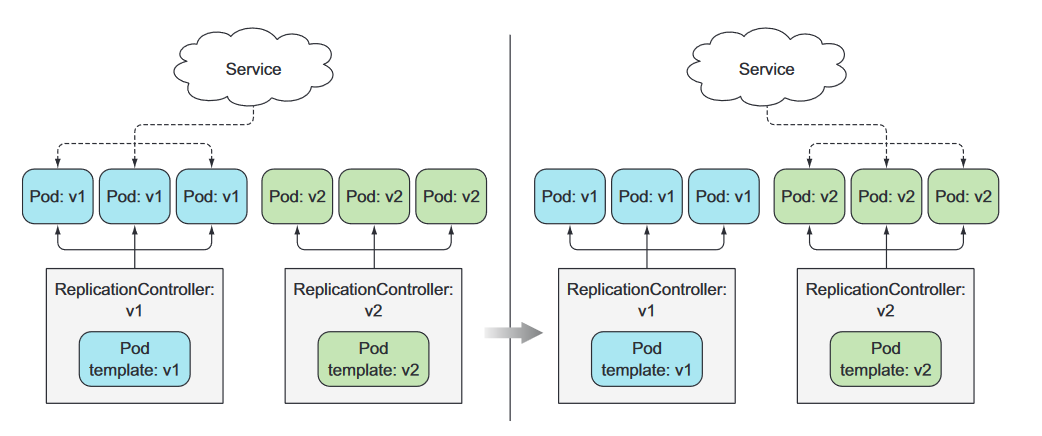 Service
Pod: v1
Pod: v1
Pod: v1
Pod: v2
Pod: v2
Pod: v2
ReplicationController:
v1
Pod
template: v1
ReplicationController:
v2
Pod
template: v2
Service
Pod: v1
Pod: v1
Pod: v1
Pod: v2
Pod: v2
Pod: v2
ReplicationController:
v1
Pod
template: v1
ReplicationController:
v2
Pod
template: v2